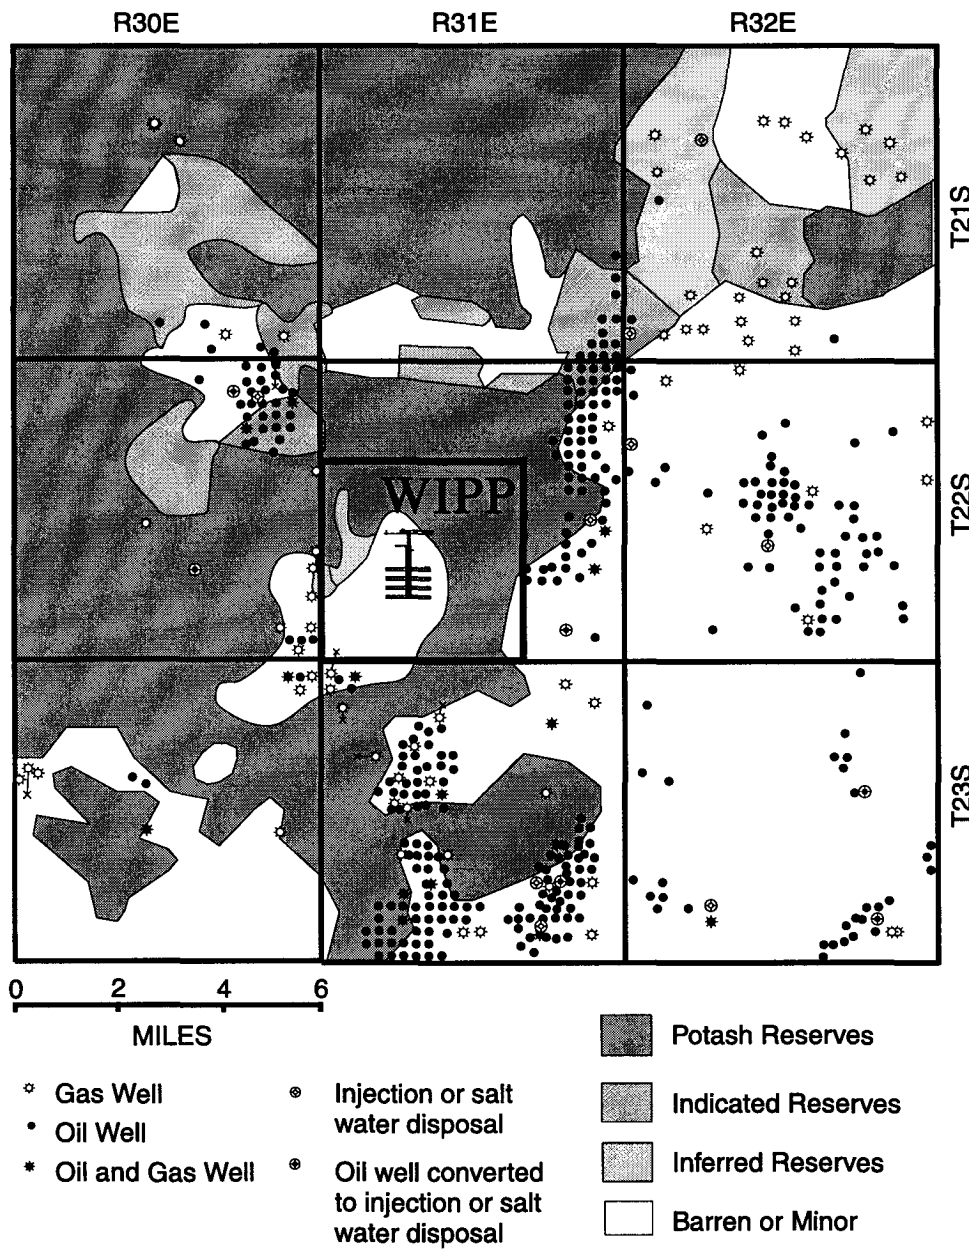 R30E R31E R32E
T21S
WIPP
T22S
T23S
0 2 4 6
MILES
Gas Well
Oil Well
Oil and Gas Well
Injection or salt
water disposal
Oil well converted
to injection or salt
water disposal
Potash Reserves
Indicated Reserves
Inferred Reserves
Barren or Minor